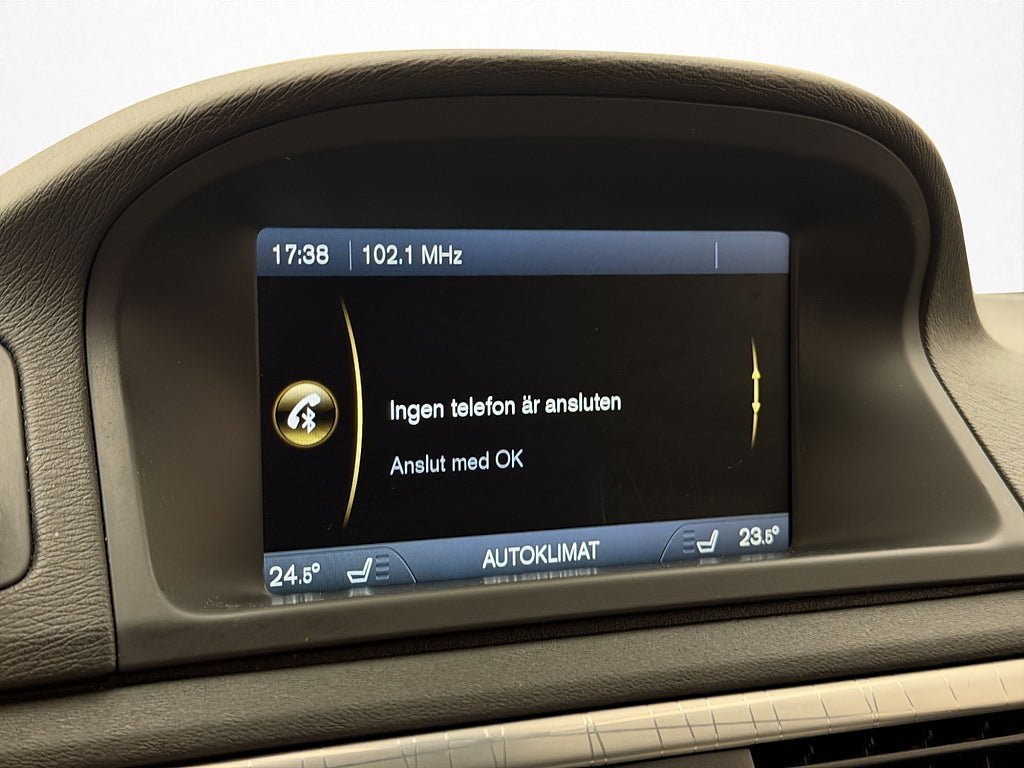 17:38 102.1 MHz
Ingen telefon är ansluten
Anslut med OK
24.5° AUTOKLIMAT 23.5°